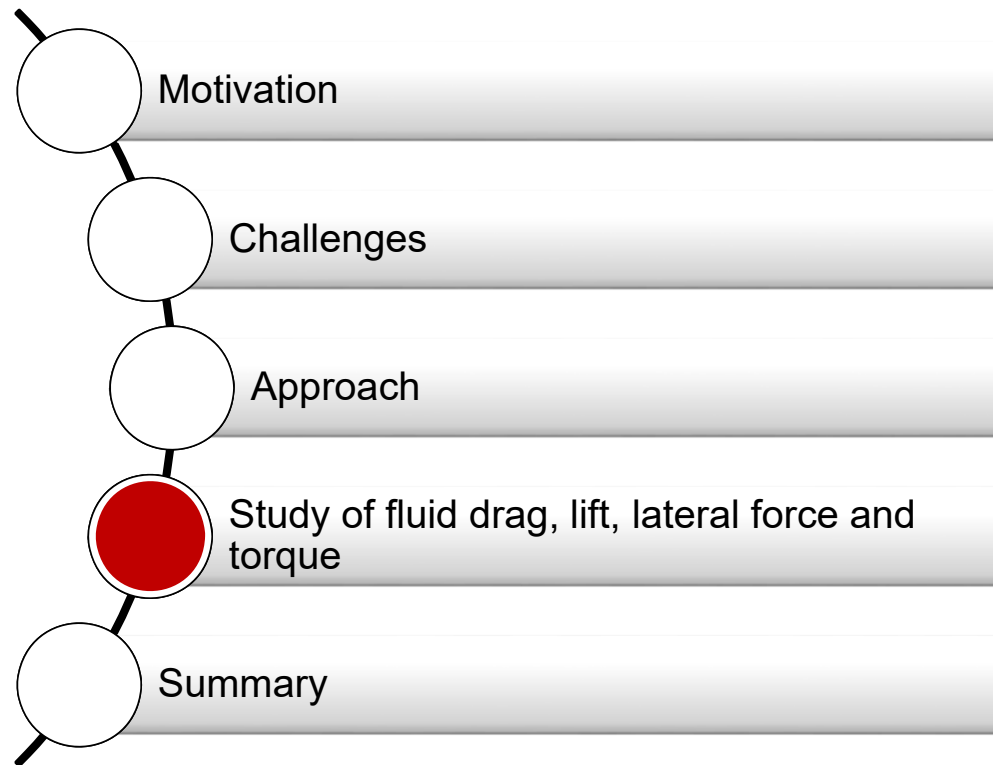 Motivation
Challenges
Approach
Study of fluid drag, lift, lateral force and
torque
Summary